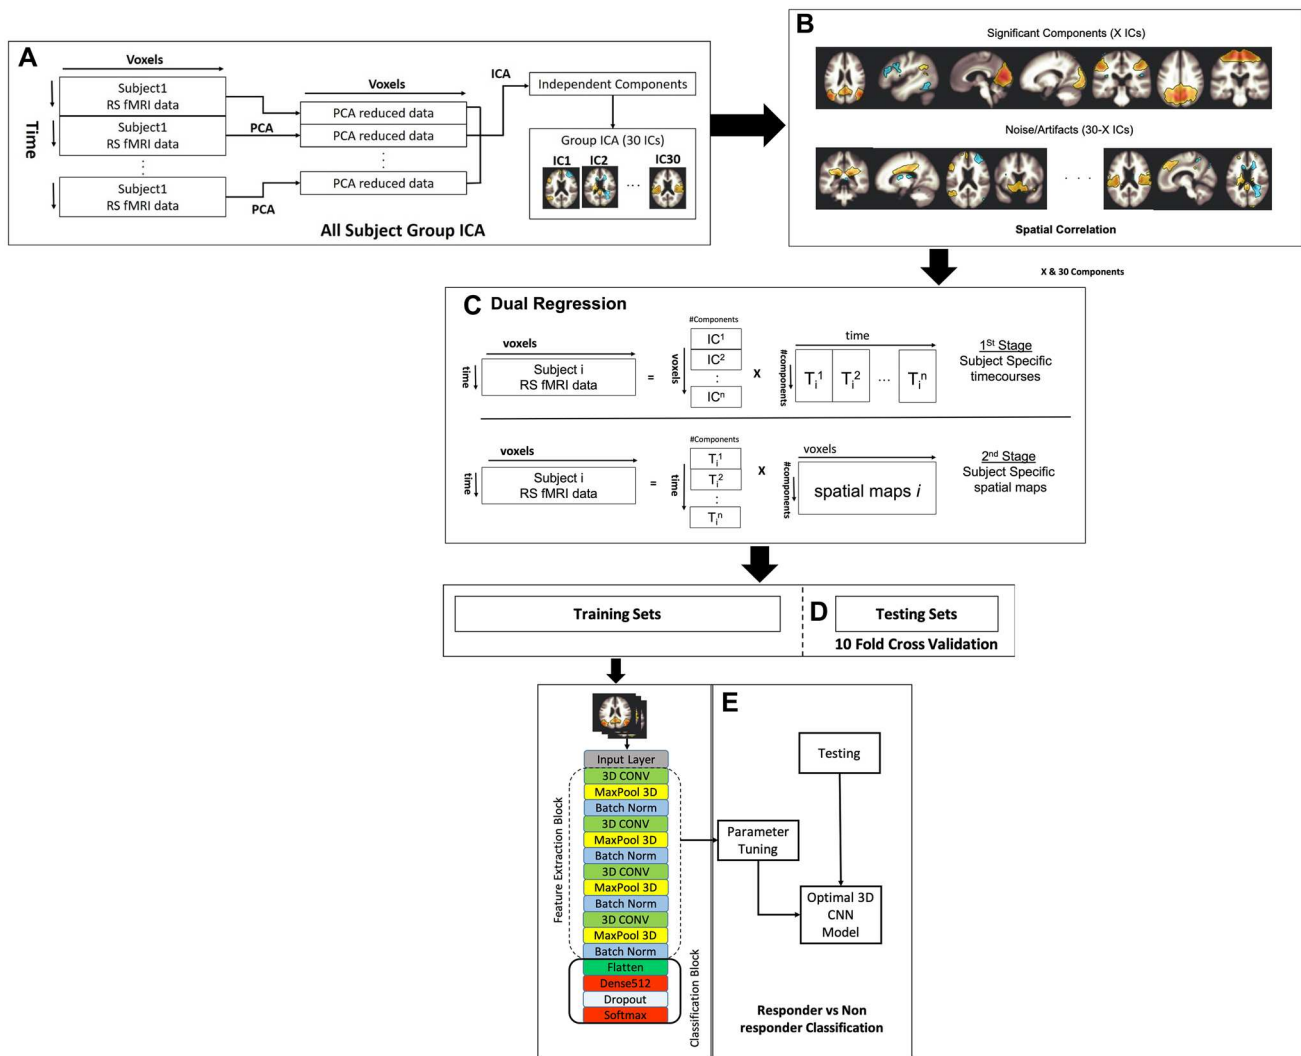 A
Voxels
Time
Subject1
RS fMRI data
Subject1
RS fMRI data
Subject1
RS fMRI data
PCA
PCA
Voxels
PCA reduced data
PCA reduced data
PCA reduced data
ICA
Independent Components
Group ICA (30 ICs)
IC1
IC2
...
IC30
All Subject Group ICA
B
Significant Components (X ICs)
Noise/Artifacts (30-X ICs)
. . .
Spatial Correlation
X & 30 Components
C Dual Regression
voxels
time
Subject i
RS fMRI data
=
#Components
voxels
IC¹
IC²
:
ICⁿ
X
time
#components
Tᵢ¹
Tᵢ²
...
Tᵢⁿ
1St Stage
Subject Specific
timecourses
voxels
time
Subject i
RS fMRI data
=
#Components
time
Tᵢ¹
Tᵢ²
:
Tᵢⁿ
X
voxels
#components
spatial maps i
2nd Stage
Subject Specific
spatial maps
Training Sets
D
Testing Sets
10 Fold Cross Validation
Input Layer
3D CONV
MaxPool 3D
Batch Norm
3D CONV
MaxPool 3D
Batch Norm
3D CONV
MaxPool 3D
Batch Norm
3D CONV
MaxPool 3D
Batch Norm
Flatten
Dense512
Dropout
Softmax
Feature Extraction Block
Classification Block
E
Testing
Parameter
Tuning
Optimal 3D
CNN
Model
Responder vs Non
responder Classification